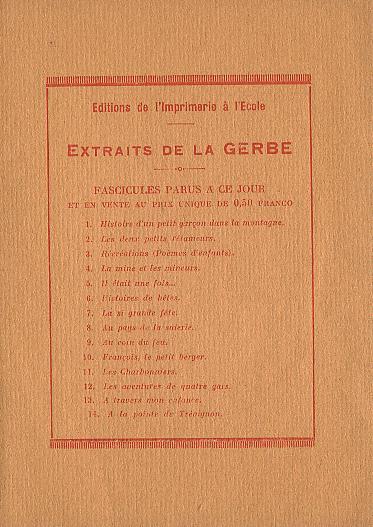 Editions de l'Imprimerie à l'Ecole
EXTRAITS DE LA GERBE
FASCICULES PARUS A CE JOUR
ET EN VENTE AU PRIX UNIQUE DE 0,50 FRANCO
1. Histoire d'un petit garçon dans la montagne.
2. Les deux petits rétameurs.
3. Récréations (Poèmes d'enfants).
4. La mine et les mineurs.
5. Il était une fois...
6. Histoires de bêtes.
7. La si grande fête.
8. Au pays de la soierie.
9. Au coin du feu.
10. François, le petit berger.
11. Les Charbonniers.
12. Les aventures de quatre gars.
13. A travers mon enfance.
14. A la pointe de Trévignon.